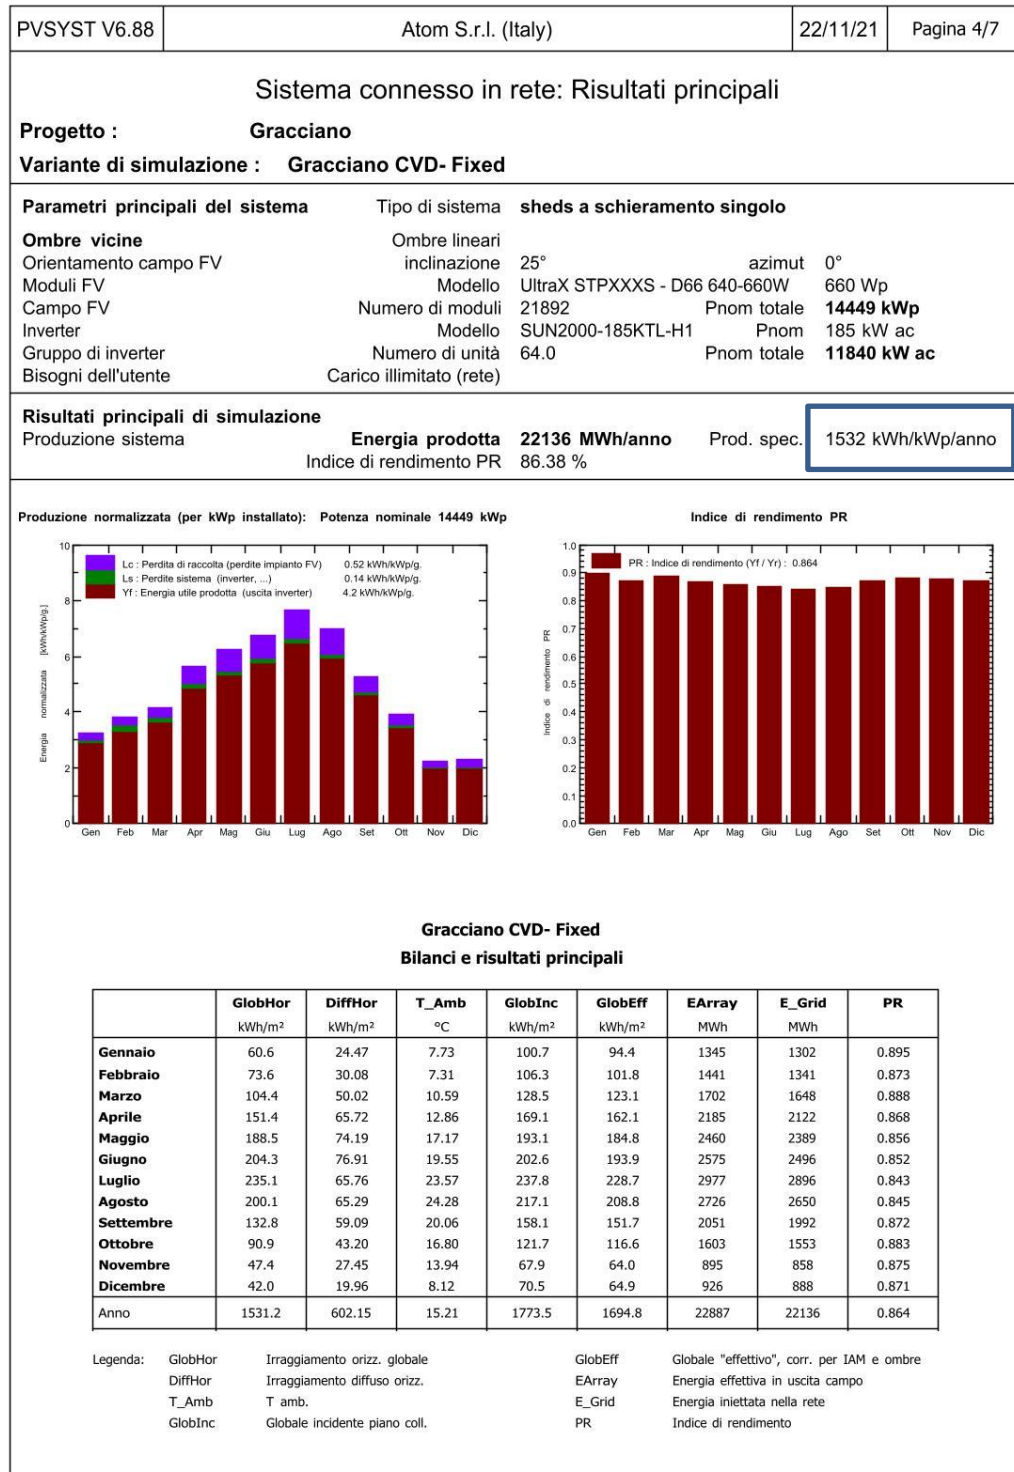 PVSYST V6.88 Atom S.r.l. (Italy) 22/11/21 Pagina 4/7
Sistema connesso in rete: Risultati principali
Progetto : Gracciano
Variante di simulazione : Gracciano CVD- Fixed
Parametri principali del sistema Tipo di sistema sheds a schieramento singolo
Ombre vicine Ombre lineari
Orientamento campo FV inclinazione 25° azimut 0°
Moduli FV Modello UltraX STPXXXS - D66 640-660W 660 Wp
Campo FV Numero di moduli 21892 Pnom totale 14449 kWp
Inverter Modello SUN2000-185KTL-H1 Pnom 185 kW ac
Gruppo di inverter Numero di unità 64.0 Pnom totale 11840 kW ac
Bisogni dell'utente Carico illimitato (rete)
Risultati principali di simulazione
Produzione sistema Energia prodotta 22136 MWh/anno Prod. spec. 1532 kWh/kWp/anno
Indice di rendimento PR 86.38 %
Produzione normalizzata (per kWp installato): Potenza nominale 14449 kWp
Energia normalizzata [kWh/kWp/g.]
10
8
6
4
2
0
Lc : Perdita di raccolta (perdite impianto FV) 0.52 kWh/kWp/g.
Ls : Perdite sistema (inverter, ...) 0.14 kWh/kWp/g.
Yf : Energia utile prodotta (uscita inverter) 4.2 kWh/kWp/g.
Gen Feb Mar Apr Mag Giu Lug Ago Set Ott Nov Dic
Indice di rendimento PR
Indice di rendimento PR
1.0
0.9
0.8
0.7
0.6
0.5
0.4
0.3
0.2
0.1
0.0
PR : Indice di rendimento (Yf / Yr) : 0.864
Gen Feb Mar Apr Mag Giu Lug Ago Set Ott Nov Dic
Gracciano CVD- Fixed
Bilanci e risultati principali
GlobHor DiffHor T_Amb GlobInc GlobEff EArray E_Grid PR
kWh/m² kWh/m² °C kWh/m² kWh/m² MWh MWh
Gennaio 60.6 24.47 7.73 100.7 94.4 1345 1302 0.895
Febbraio 73.6 30.08 7.31 106.3 101.8 1441 1341 0.873
Marzo 104.4 50.02 10.59 128.5 123.1 1702 1648 0.888
Aprile 151.4 65.72 12.86 169.1 162.1 2185 2122 0.868
Maggio 188.5 74.19 17.17 193.1 184.8 2460 2389 0.856
Giugno 204.3 76.91 19.55 202.6 193.9 2575 2496 0.852
Luglio 235.1 65.76 23.57 237.8 228.7 2977 2896 0.843
Agosto 200.1 65.29 24.28 217.1 208.8 2726 2650 0.845
Settembre 132.8 59.09 20.06 158.1 151.7 2051 1992 0.872
Ottobre 90.9 43.20 16.80 121.7 116.6 1603 1553 0.883
Novembre 47.4 27.45 13.94 67.9 64.0 895 858 0.875
Dicembre 42.0 19.96 8.12 70.5 64.9 926 888 0.871
Anno 1531.2 602.15 15.21 1773.5 1694.8 22887 22136 0.864
Legenda: GlobHor Irraggiamento orizz. globale GlobEff Globale "effettivo", corr. per IAM e ombre
DiffHor Irraggiamento diffuso orizz. EArray Energia effettiva in uscita campo
T_Amb T amb. E_Grid Energia iniettata nella rete
GlobInc Globale incidente piano coll. PR Indice di rendimento